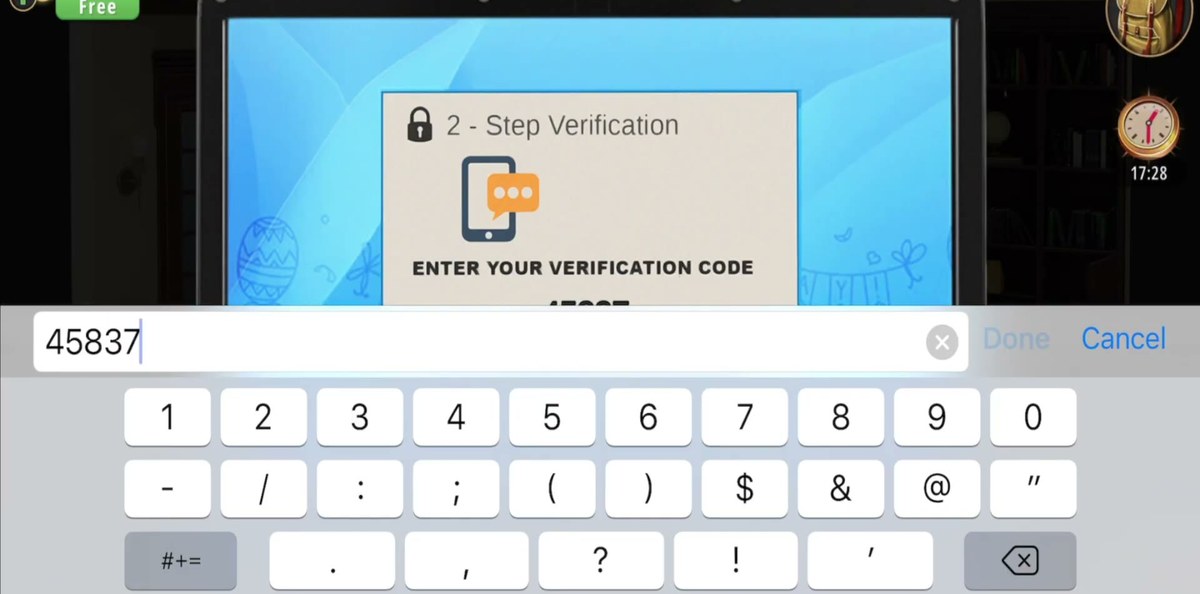 Free
2 - Step Verification
17:28
ENTER YOUR VERIFICATION CODE
45837
45837
Done Cancel
1 2 3 4 5 6 7 8 9 0
- / : ; ( ) $ & @ "
#+= . , ? ! '